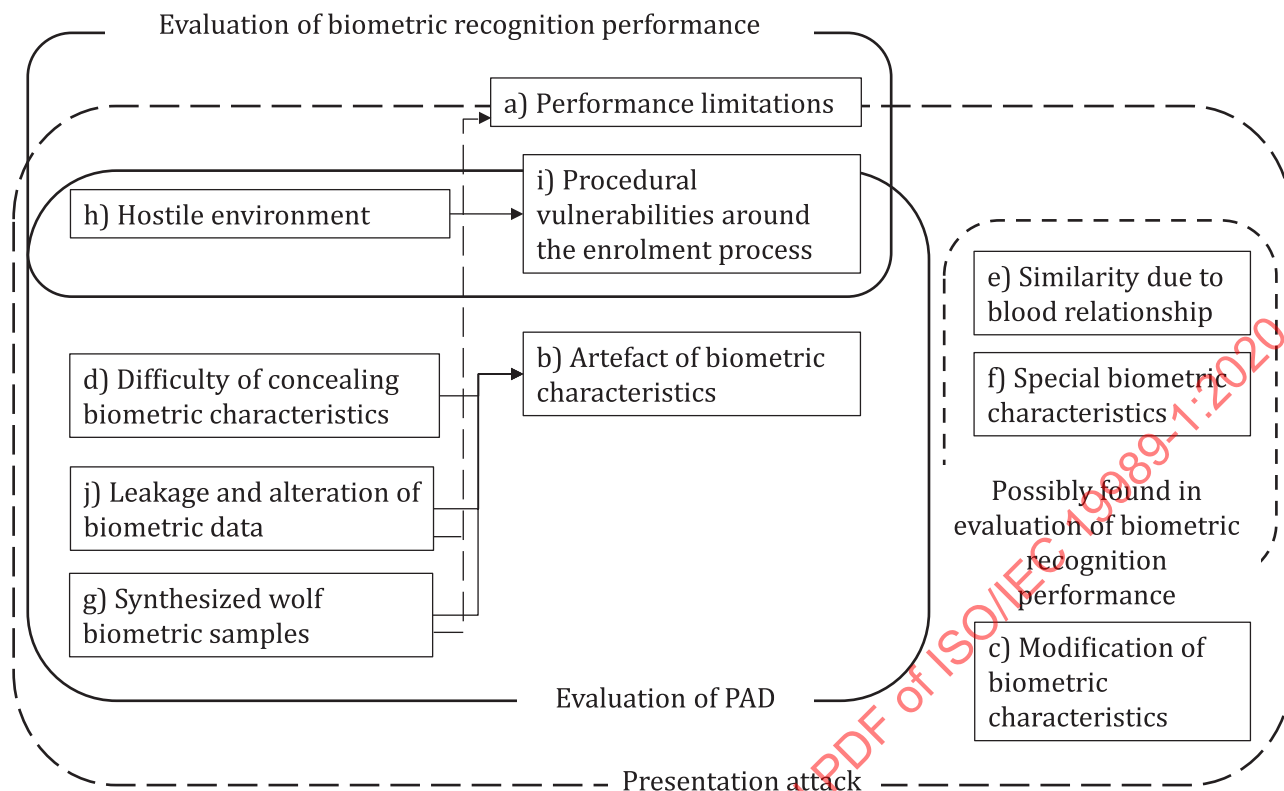 Evaluation of biometric recognition performance
a) Performance limitations
h) Hostile environment
i) Procedural
vulnerabilities around
the enrolment process
e) Similarity due to
blood relationship
d) Difficulty of concealing
biometric characteristics
b) Artefact of biometric
characteristics
f) Special biometric
characteristics
j) Leakage and alteration of
biometric data
Possibly found in
evaluation of biometric
recognition
performance
g) Synthesized wolf
biometric samples
c) Modification of
biometric
characteristics
Evaluation of PAD
Presentation attack
PDF of ISO/IEC 19989-1:2020